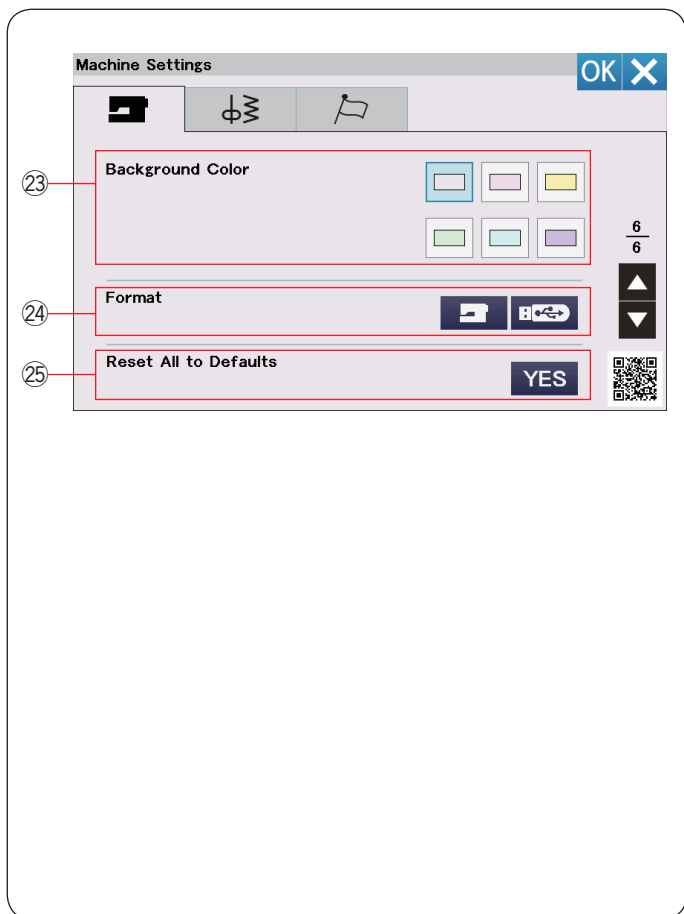 Machine Settings
OK
㉓ Background Color
6
6
㉔ Format
㉕ Reset All to Defaults YES